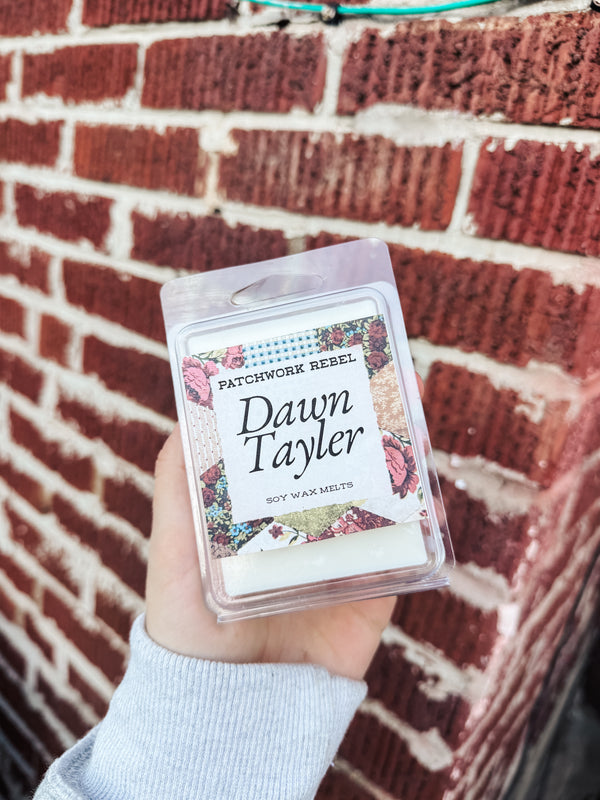 PATCHWORK REBEL
Dawn
Tayler
SOY WAX MELTS